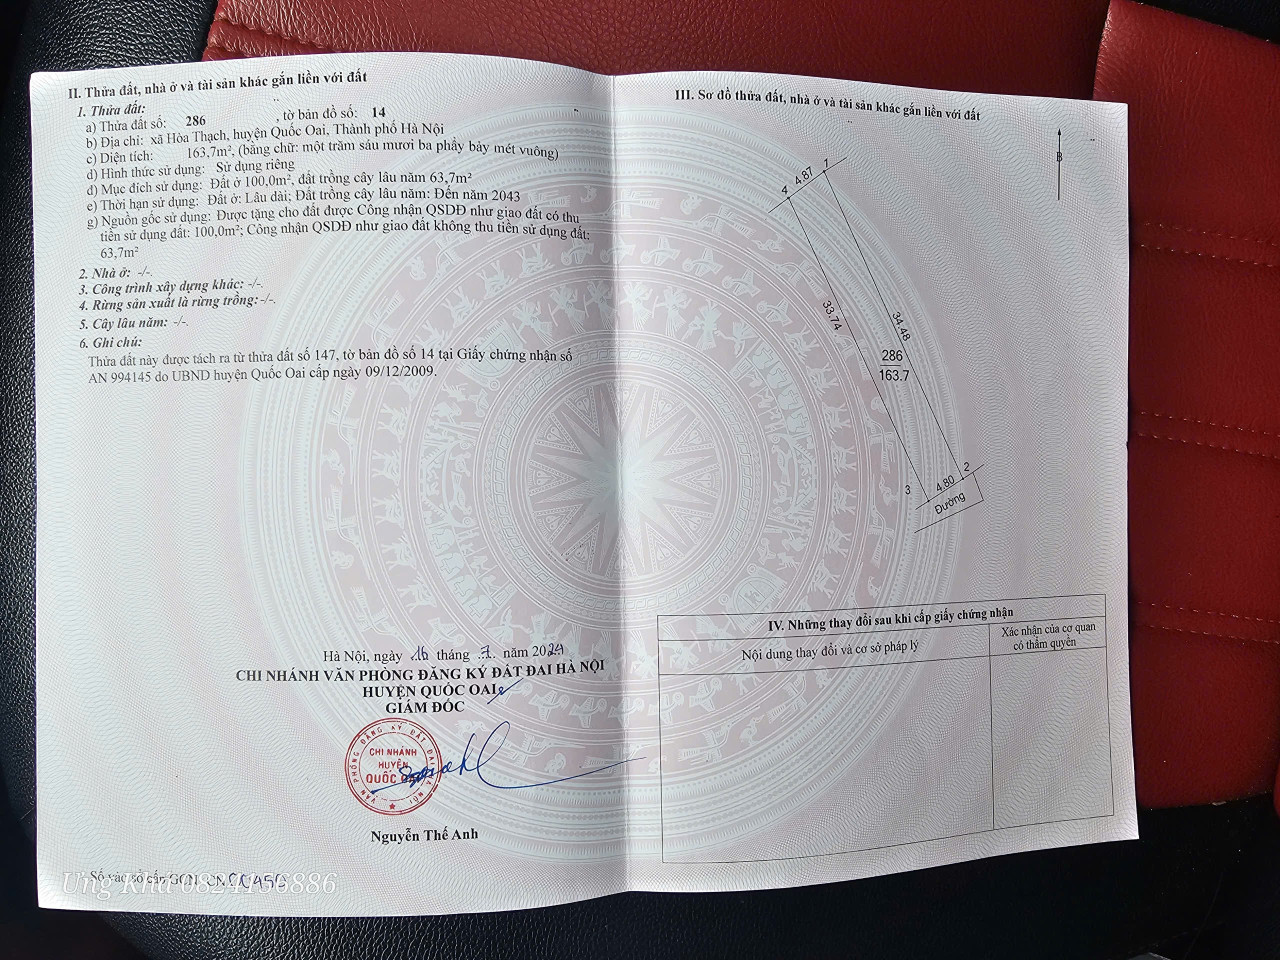 II. Thửa đất, nhà ở và tài sản khác gắn liền với đất
1. Thửa đất:
a) Thửa đất số: 286 , tờ bản đồ số: 14
b) Địa chỉ: xã Hòa Thạch, huyện Quốc Oai, Thành phố Hà Nội
c) Diện tích: 163,7m², (bằng chữ: một trăm sáu mươi ba phẩy bảy mét vuông)
d) Hình thức sử dụng: Sử dụng riêng
đ) Mục đích sử dụng: Đất ở 100,0m², đất trồng cây lâu năm 63,7m²
e) Thời hạn sử dụng: Đất ở: Lâu dài; Đất trồng cây lâu năm: Đến năm 2043
g) Nguồn gốc sử dụng: Được tặng cho đất được Công nhận QSDĐ như giao đất có thu
tiền sử dụng đất: 100,0m²; Công nhận QSDĐ như giao đất không thu tiền sử dụng đất:
63,7m²
2. Nhà ở: -/-.
3. Công trình xây dựng khác: -/-.
4. Rừng sản xuất là rừng trồng:-/-.
5. Cây lâu năm: -/-.
6. Ghi chú:
Thửa đất này được tách ra từ thửa đất số 147, tờ bản đồ số 14 tại Giấy chứng nhận số
AN 994145 do UBND huyện Quốc Oai cấp ngày 09/12/2009.
Hà Nội, ngày 16 tháng 7 năm 2024
CHI NHÁNH VĂN PHÒNG ĐĂNG KÝ ĐẤT ĐAI HÀ NỘI
HUYỆN QUỐC OAI
GIÁM ĐỐC
VĂN PHÒNG ĐĂNG KÝ ĐẤT ĐAI HÀ NỘI
CHI NHÁNH
HUYỆN
QUỐC OAI
Nguyễn Thế Anh
Số vào sổ cấp GCN:
Ưng Kha 0824156886
III. Sơ đồ thửa đất, nhà ở và tài sản khác gắn liền với đất
B
1
4.87
4
33.74
34.48
286
163.7
2
4.80
3
Đường
IV. Những thay đổi sau khi cấp giấy chứng nhận
Nội dung thay đổi và cơ sở pháp lý
Xác nhận của cơ quan
có thẩm quyền